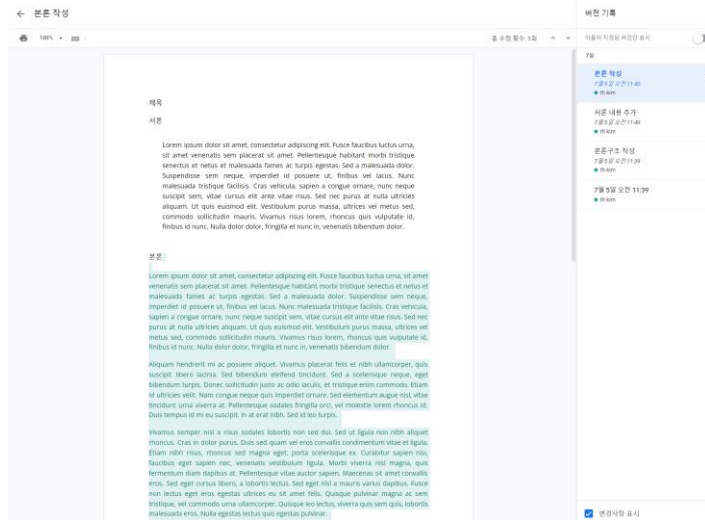 ← 본론 작성
버전 기록
100%
총 수정 횟수: 1회
이름이 지정된 버전만 표시
7월
본론 작성
7월 5일 오전 11:40
th kim
서론 내용 추가
7월 5일 오전 11:40
th kim
본론구조 작성
7월 5일 오전 11:39
th kim
7월 5일 오전 11:39
th kim
제목
서론
Lorem ipsum dolor sit amet, consectetur adipiscing elit. Fusce faucibus luctus urna,
sit amet venenatis sem placerat sit amet. Pellentesque habitant morbi tristique
senectus et netus et malesuada fames ac turpis egestas. Sed a malesuada dolor.
Suspendisse sem neque, imperdiet id posuere ut, finibus vel lacus. Nunc
malesuada tristique facilisis. Cras vehicula, sapien a congue ornare, nunc neque
suscipit sem, vitae cursus elit ante vitae risus. Sed nec purus at nulla ultricies
aliquam. Ut quis euismod elit. Vestibulum purus massa, ultrices vel metus sed,
commodo sollicitudin mauris. Vivamus risus lorem, rhoncus quis vulputate id,
finibus id nunc. Nulla dolor dolor, fringilla et nunc in, venenatis bibendum dolor.
본론
Lorem ipsum dolor sit amet, consectetur adipiscing elit. Fusce faucibus luctus urna, sit amet
venenatis sem placerat sit amet. Pellentesque habitant morbi tristique senectus et netus et
malesuada fames ac turpis egestas. Sed a malesuada dolor. Suspendisse sem neque,
imperdiet id posuere ut, finibus vel lacus. Nunc malesuada tristique facilisis. Cras vehicula,
sapien a congue ornare, nunc neque suscipit sem, vitae cursus elit ante vitae risus. Sed nec
purus at nulla ultricies aliquam. Ut quis euismod elit. Vestibulum purus massa, ultrices vel
metus sed, commodo sollicitudin mauris. Vivamus risus lorem, rhoncus quis vulputate id,
finibus id nunc. Nulla dolor dolor, fringilla et nunc in, venenatis bibendum dolor.
Aliquam hendrerit mi ac posuere aliquet. Vivamus placerat felis et nibh ullamcorper, quis
suscipit libero lacinia. Sed bibendum eleifend tincidunt. Sed a scelerisque neque, eget
bibendum turpis. Donec sollicitudin justo ac odio iaculis, et tristique enim commodo. Etiam
id ultricies velit. Nam congue neque quis imperdiet ornare. Sed elementum augue nisl, vitae
tristique urna viverra at. Pellentesque sodales fringilla orci, vel molestie lorem rhoncus id.
Duis tempus id mi eu suscipit. In at erat nibh. Sed id leo turpis.
Vivamus semper nisl a risus sodales lobortis non sed dui. Sed ut ligula non nibh aliquet
rhoncus. Cras in dolor purus. Duis sed quam vel eros convallis condimentum vitae et ligula.
Etiam nibh risus, rhoncus sed magna eget, porta scelerisque ex. Curabitur sapien nisi,
faucibus eget sapien nec, venenatis vestibulum ligula. Morbi viverra nisl magna, quis
fermentum diam dapibus at. Pellentesque vitae auctor sapien. Maecenas sit amet convallis
eros. Sed eget cursus libero, a lobortis lectus. Sed eget nisl a mauris varius dapibus. Fusce
non lectus eget eros egestas ultrices eu sit amet felis. Quisque pulvinar magna ac sem
tristique, vel commodo urna ullamcorper. Quisque leo lectus, viverra quis sem quis, lobortis
malesuada eros. Nulla egestas lectus quis egestas pulvinar.
변경사항 표시